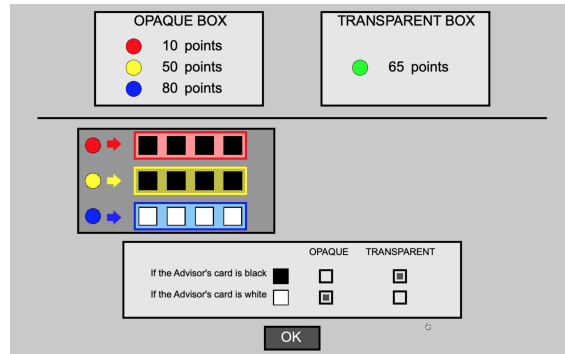 OPAQUE BOX
10 points
50 points
80 points
TRANSPARENT BOX
65 points
OPAQUE TRANSPARENT
If the Advisor's card is black
If the Advisor's card is white
OK